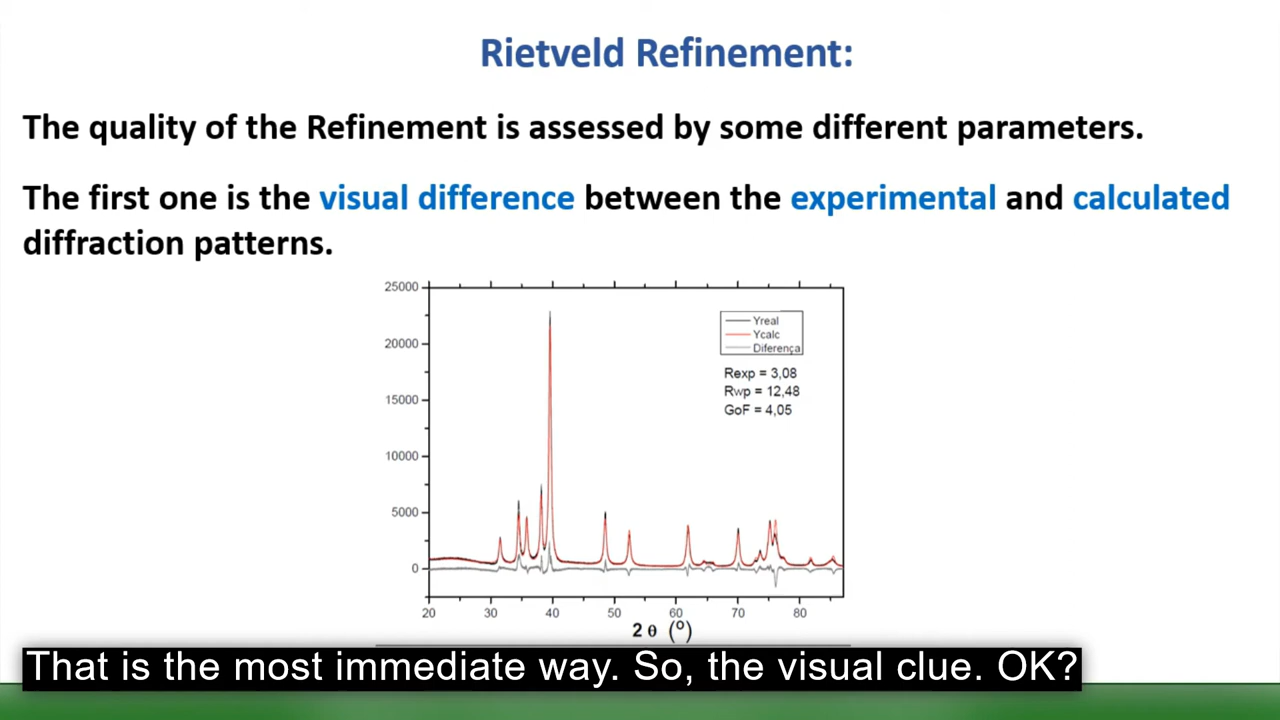 Rietveld Refinement:
The quality of the Refinement is assessed by some different parameters.
The first one is the visual difference between the experimental and calculated
diffraction patterns.
25000
20000
15000
10000
5000
0
Yreal
Ycalc
Diferença
Rexp = 3,08
Rwp = 12,48
GoF = 4,05
20 30 40 50 60 70 80
2 θ (º)
That is the most immediate way. So, the visual clue. OK?